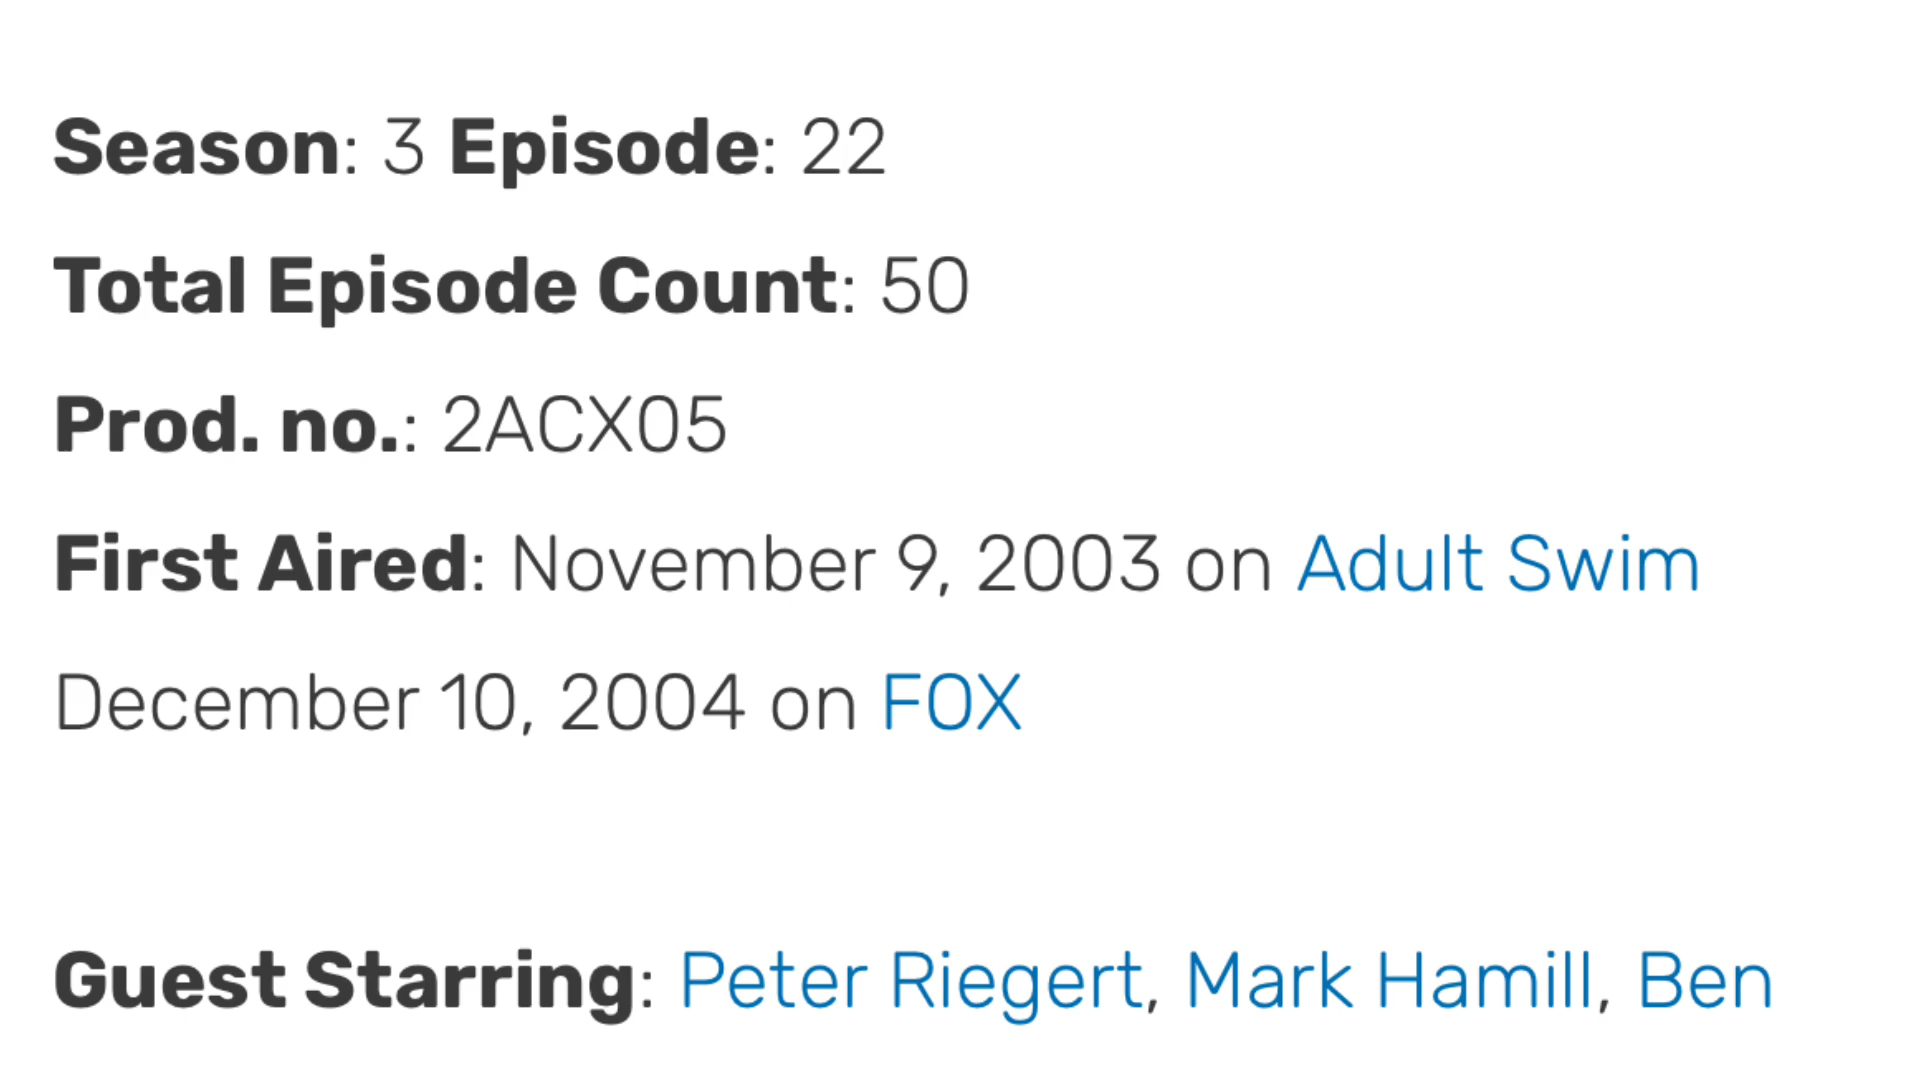 Season: 3 Episode: 22
Total Episode Count: 50
Prod. no.: 2ACX05
First Aired: November 9, 2003 on Adult Swim
December 10, 2004 on FOX
Guest Starring: Peter Riegert, Mark Hamill, Ben